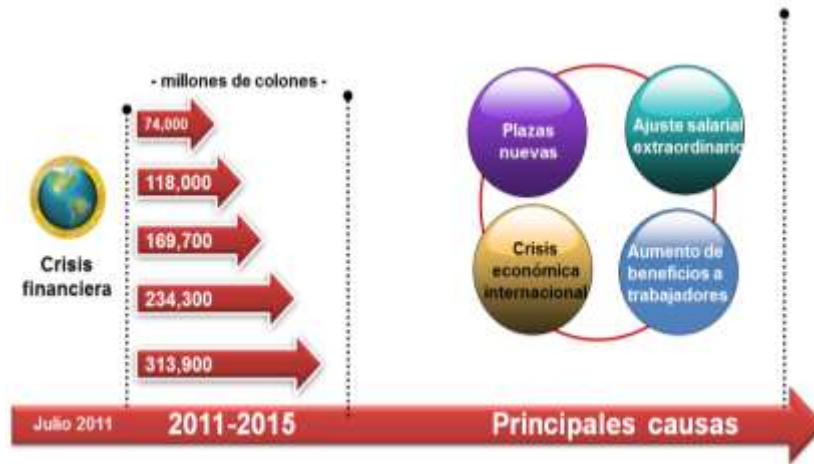 - millones de colones -
74,000
118,000
169,700
234,300
313,900
Crisis
financiera
Plazas
nuevas
Ajuste salarial
extraordinario
Crisis
económica
internacional
Aumento de
beneficios a
trabajadores
Julio 2011
2011-2015
Principales causas